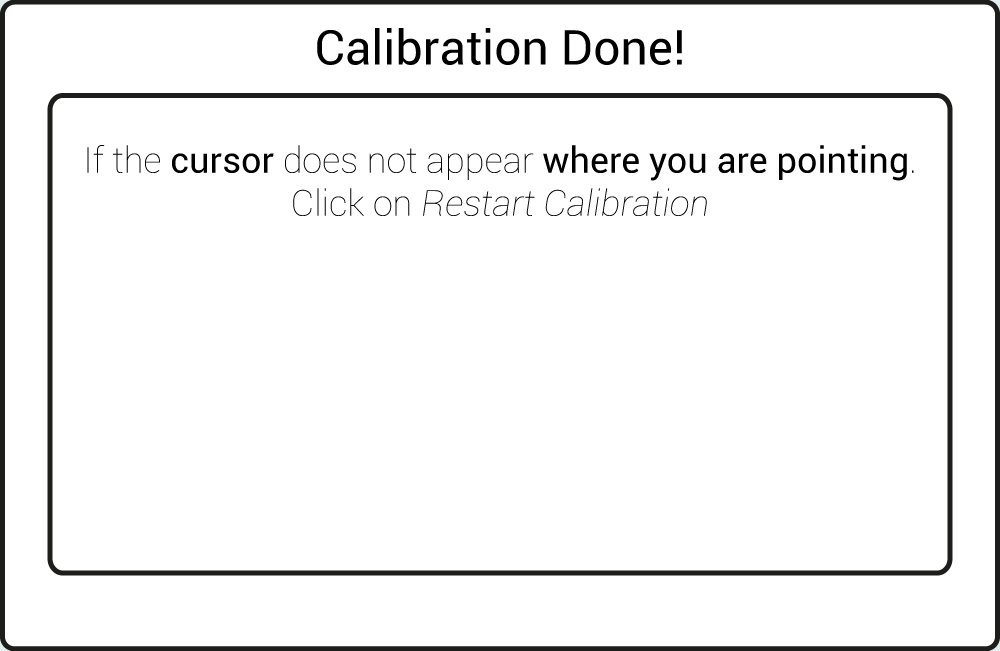 Calibration Done!
If the cursor does not appear where you are pointing.
Click on Restart Calibration